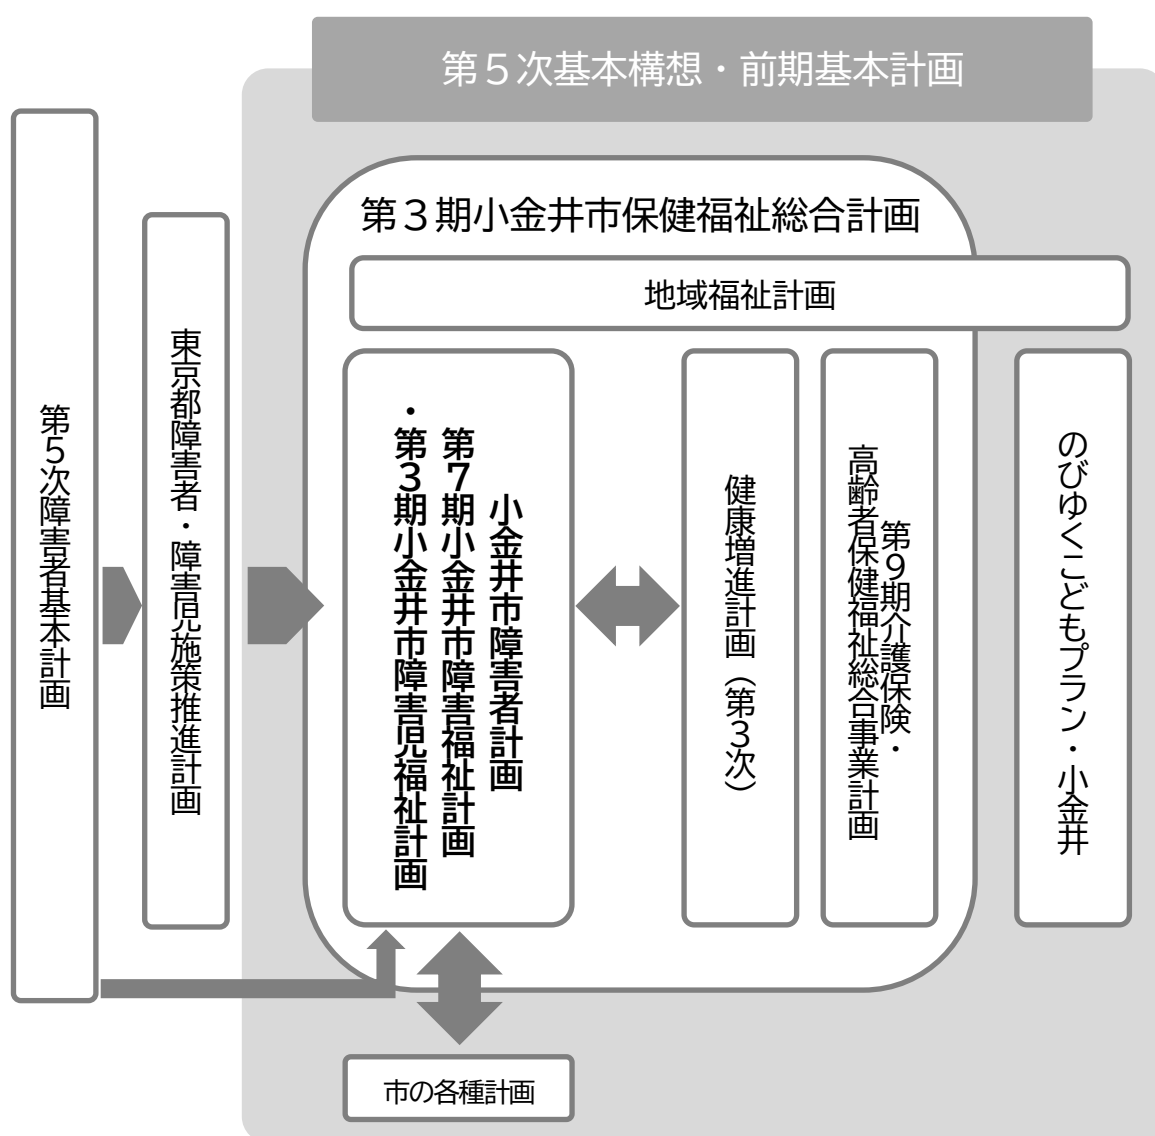 第５次基本構想・前期基本計画
第３期小金井市保健福祉総合計画
地域福祉計画
第５次障害者基本計画
東京都障害者・障害児施策推進計画
小金井市障害者計画
第７期小金井市障害福祉計画
・第３期小金井市障害児福祉計画
健康増進計画（第３次）
第９期介護保険・
高齢者保健福祉総合事業計画
のびゆくこどもプラン・小金井
市の各種計画